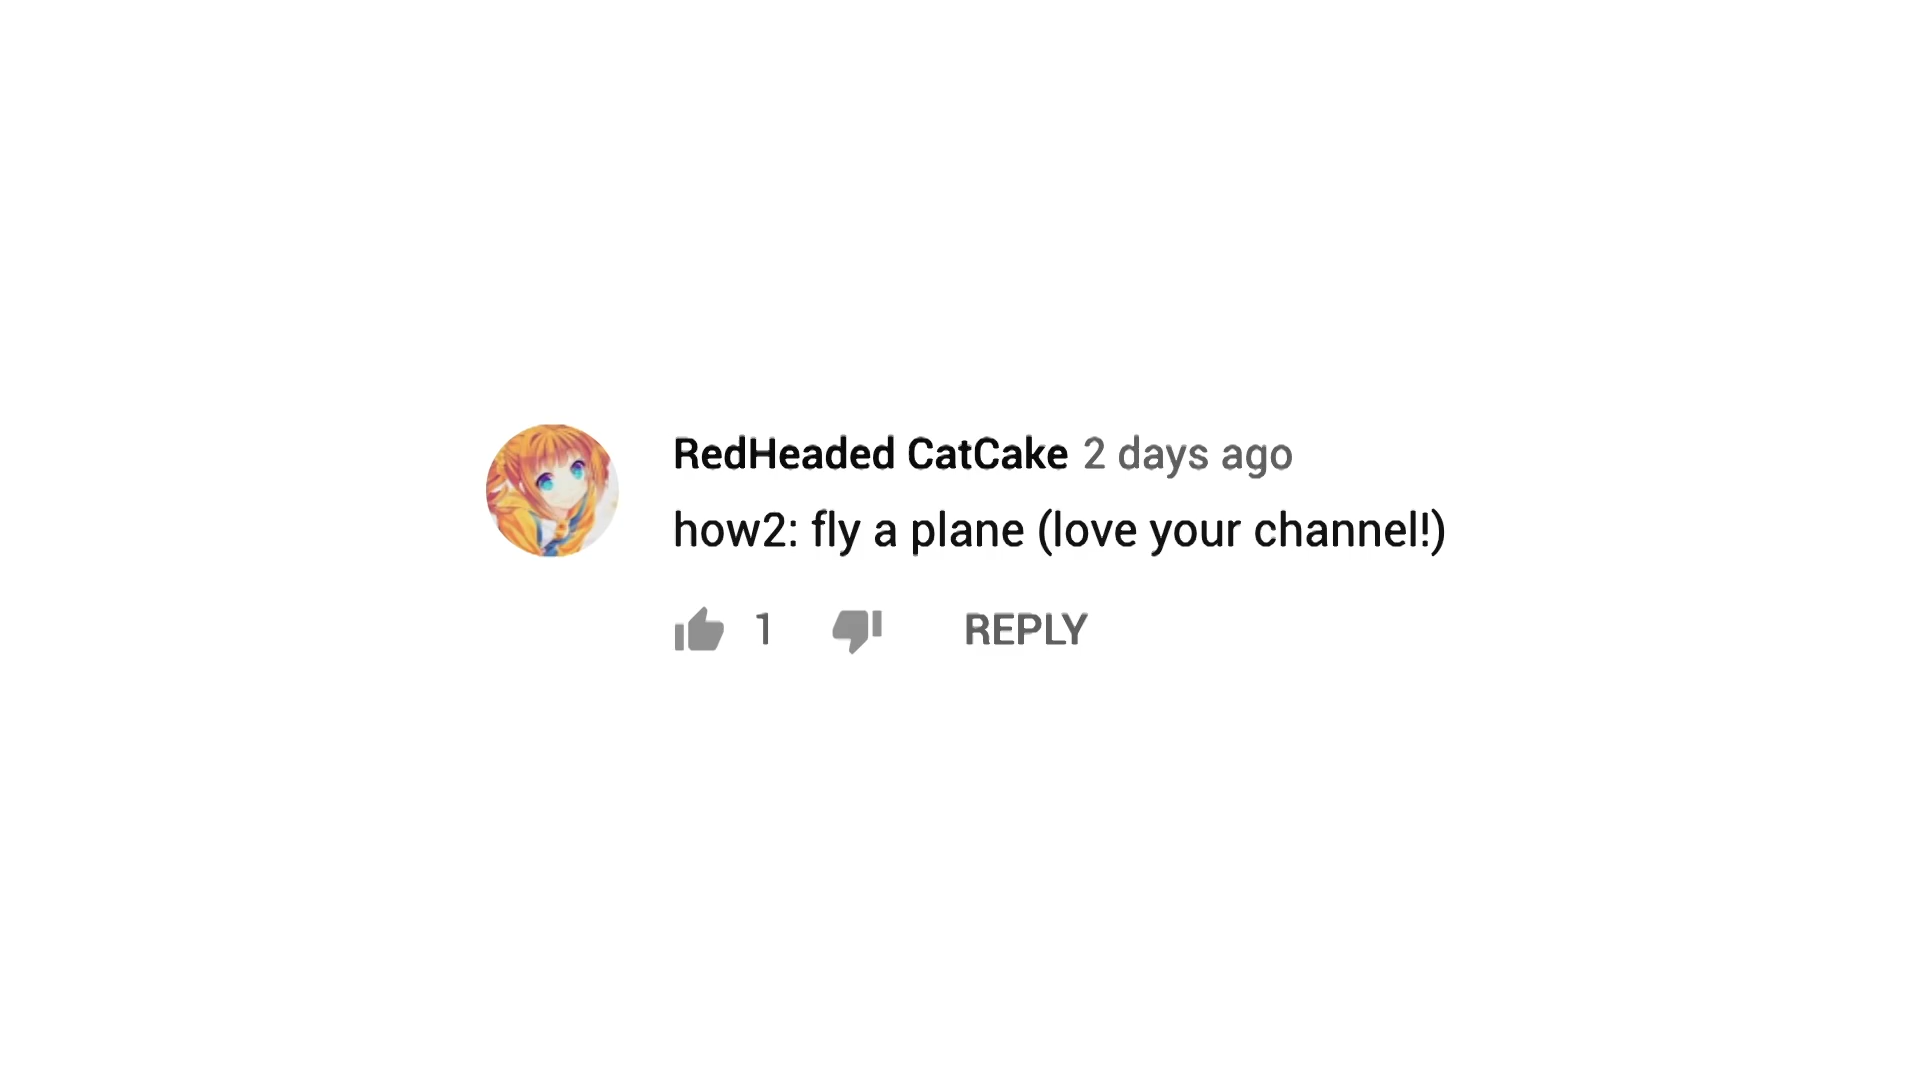 RedHeaded CatCake 2 days ago
how2: fly a plane (love your channel!)
1 REPLY